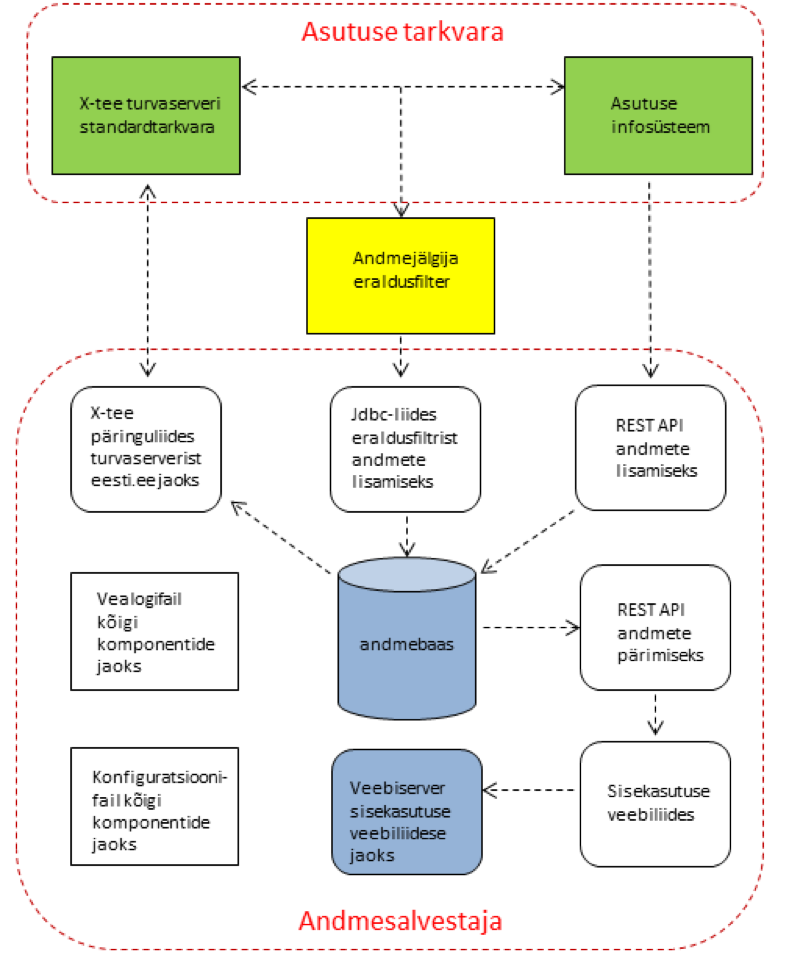 Asutuse tarkvara
X-tee turvaserveri
standardtarkvara
Asutuse
infosüsteem
Andmejälgija
eraldusfilter
X-tee
päringuliides
turvaserverist
eesti.ee jaoks
Jdbc-liides
eraldusfiltrist
andmete
lisamiseks
REST API
andmete
lisamiseks
Vealogifail
kõigi
komponentide
jaoks
andmebaas
REST API
andmete
pärimiseks
Konfiguratsiooni-
fail kõigi
komponentide
jaoks
Veebiserver
sisekasutuse
veebiliidese
jaoks
Sisekasutuse
veebiliides
Andmesalvestaja